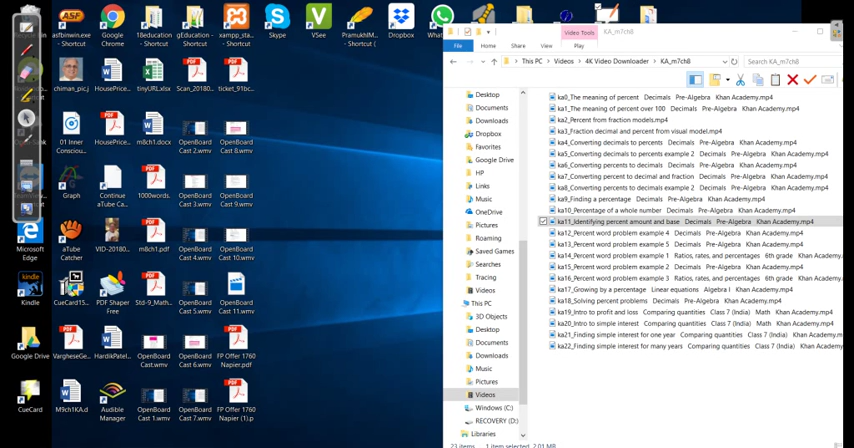 asfbinwin.exe - Shortcut
Google Chrome
18education - Shortcut
gEducation - Shortcut
xampp_sta... - Shortcut
Skype
VSee
PramukhIM... - Shortcut (
Dropbox
What
chiman_pic.j
HousePrice..
tinyURL.xlsx
Scan_20180...
ticket_91bc...
01 Inner Consciou...
HousePric...
m8ch1.docx
OpenBoard Cast 2.wmv
OpenBoard Cast 8.wmv
Graph
Continue aTube Ca...
1000words.
OpenBoard Cast 3.wmv
OpenBoard Cast 9.wmv
Microsoft Edge
aTube Catcher
VID-20180...
m8ch1.pdf
OpenBoard Cast 4.wmv
OpenBoard Cast 10.wmv
Kindle
CueCard15...
PDF Shaper Free
Std-9_Math...
OpenBoard Cast 5.wmv
OpenBoard Cast 11.wmv
Google Drive
VargheseGe...
HardikPatel...
OpenBoard Cast.wmv
OpenBoard Cast 6.wmv
FP Offer 1760 Napier.pdf
CueCard
M9ch1KA.d
Audible Manager
OpenBoard Cast 1.wmv
OpenBoard Cast 7.wmv
FP Offer 1760 Napier (1).p
Video Tools
KA_m7ch8
File Home Share View Play
This PC > Videos > 4K Video Downloader > KA_m7ch8
Search KA_m7ch8
Desktop
Documents
Downloads
Dropbox
Favorites
Google Drive
HP
Links
Music
OneDrive
Pictures
Roaming
Saved Games
Searches
Tracing
Videos
This PC
3D Objects
Desktop
Documents
Downloads
Music
Pictures
Videos
Windows (C:)
RECOVERY (D:)
Libraries
ka0_The meaning of percent Decimals Pre-Algebra Khan Academy.mp4
ka1_The meaning of percent over 100 Decimals Pre-Algebra Khan Academy.mp4
ka2_Percent from fraction models.mp4
ka3_Fraction decimal and percent from visual model.mp4
ka4_Converting decimals to percents Decimals Pre-Algebra Khan Academy.mp4
ka5_Converting percents to decimals example 2 Decimals Pre-Algebra Khan Academy.mp4
ka6_Converting percents to decimals Decimals Pre-Algebra Khan Academy.mp4
ka7_Converting percent to decimal and fraction Decimals Pre-Algebra Khan Academy.mp4
ka8_Converting percents to decimals example 2 Decimals Pre-Algebra Khan Academy.mp4
ka9_Finding a percentage Decimals Pre-Algebra Khan Academy.mp4
ka10_Percentage of a whole number Decimals Pre-Algebra Khan Academy.mp4
ka11_Identifying percent amount and base Decimals Pre-Algebra Khan Academy.mp4
ka12_Percent word problem example 4 Decimals Pre-Algebra Khan Academy.mp4
ka13_Percent word problem example 5 Decimals Pre-Algebra Khan Academy.mp4
ka14_Percent word problem example 1 Ratios, rates, and percentages 6th grade Khan Academy.mp4
ka15_Percent word problem example 2 Decimals Pre-Algebra Khan Academy.mp4
ka16_Percent word problem example 3 Ratios, rates, and percentages 6th grade Khan Academy.mp4
ka17_Growing by a percentage Linear equations Algebra I Khan Academy.mp4
ka18_Solving percent problems Decimals Pre-Algebra Khan Academy.mp4
ka19_Intro to profit and loss Comparing quantities Class 7 (India) Math Khan Academy.mp4
ka20_Intro to simple interest Comparing quantities Class 7 (India) Math Khan Academy.mp4
ka21_Finding simple interest for one year Comparing quantities Class 7 (India) Khan Academy.m
ka22_Finding simple interest for many years Comparing quantities Class 7 (India) Khan Academy
23 items 1 item selected 2.01 MB